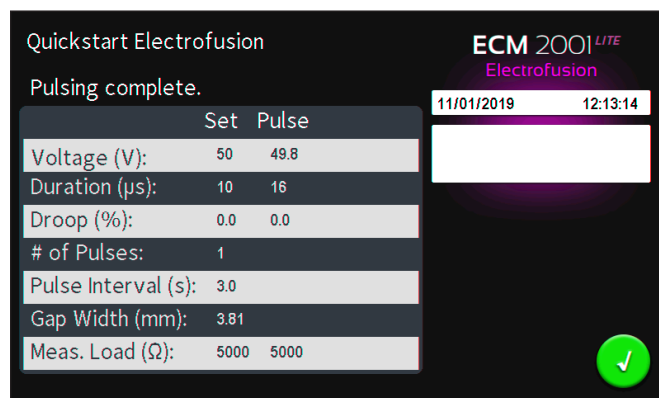 Quickstart Electrofusion
Pulsing complete.
Set Pulse
Voltage (V): 50 49.8
Duration (µs): 10 16
Droop (%): 0.0 0.0
# of Pulses: 1
Pulse Interval (s): 3.0
Gap Width (mm): 3.81
Meas. Load (Ω): 5000 5000
ECM 2001 LITE
Electrofusion
11/01/2019 12:13:14